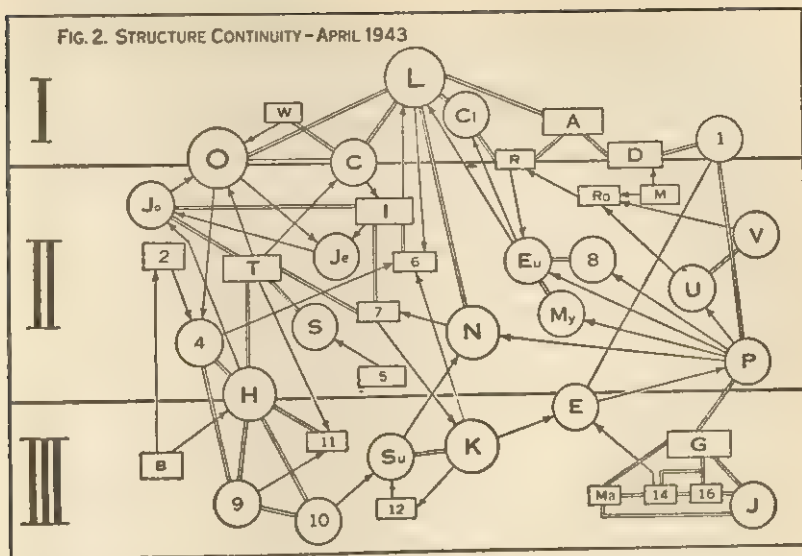 FIG. 2. STRUCTURE CONTINUITY – APRIL 1943
I
L
W
C1
A
O
C
R
D
1
II
Jo
I
Ro
M
2
T
Je
6
Eu
8
V
U
4
S
7
N
My
5
P
H
E
III
B
11
Su
K
G
9
10
12
Ma
14
16
J